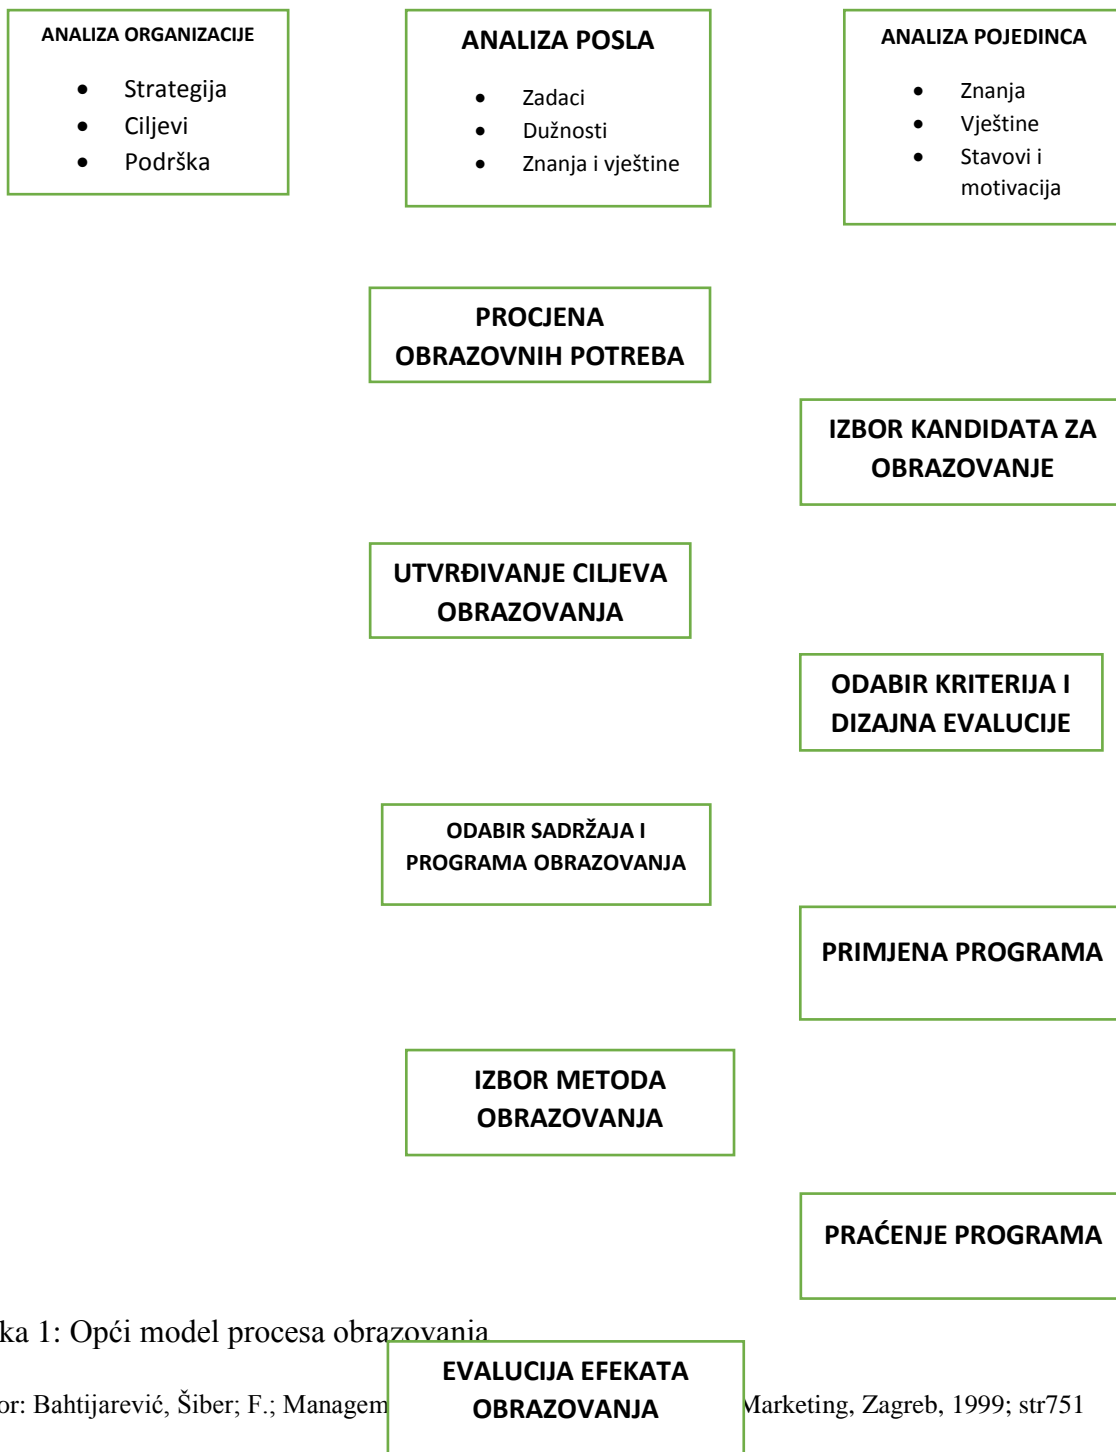 ANALIZA ORGANIZACIJE
Strategija
Ciljevi
Podrška
ANALIZA POSLA
Zadaci
Dužnosti
Znanja i vještine
ANALIZA POJEDINCA
Znanja
Vještine
Stavovi i
motivacija
PROCJENA
OBRAZOVNIH POTREBA
IZBOR KANDIDATA ZA
OBRAZOVANJE
UTVRĐIVANJE CILJEVA
OBRAZOVANJA
ODABIR KRITERIJA I
DIZAJNA EVALUCIJE
ODABIR SADRŽAJA I
PROGRAMA OBRAZOVANJA
PRIMJENA PROGRAMA
IZBOR METODA
OBRAZOVANJA
PRAĆENJE PROGRAMA
ka 1: Opći model procesa obrazovanja
EVALUCIJA EFEKATA
OBRAZOVANJA
or: Bahtijarević, Šiber; F.; Managem Marketing, Zagreb, 1999; str751